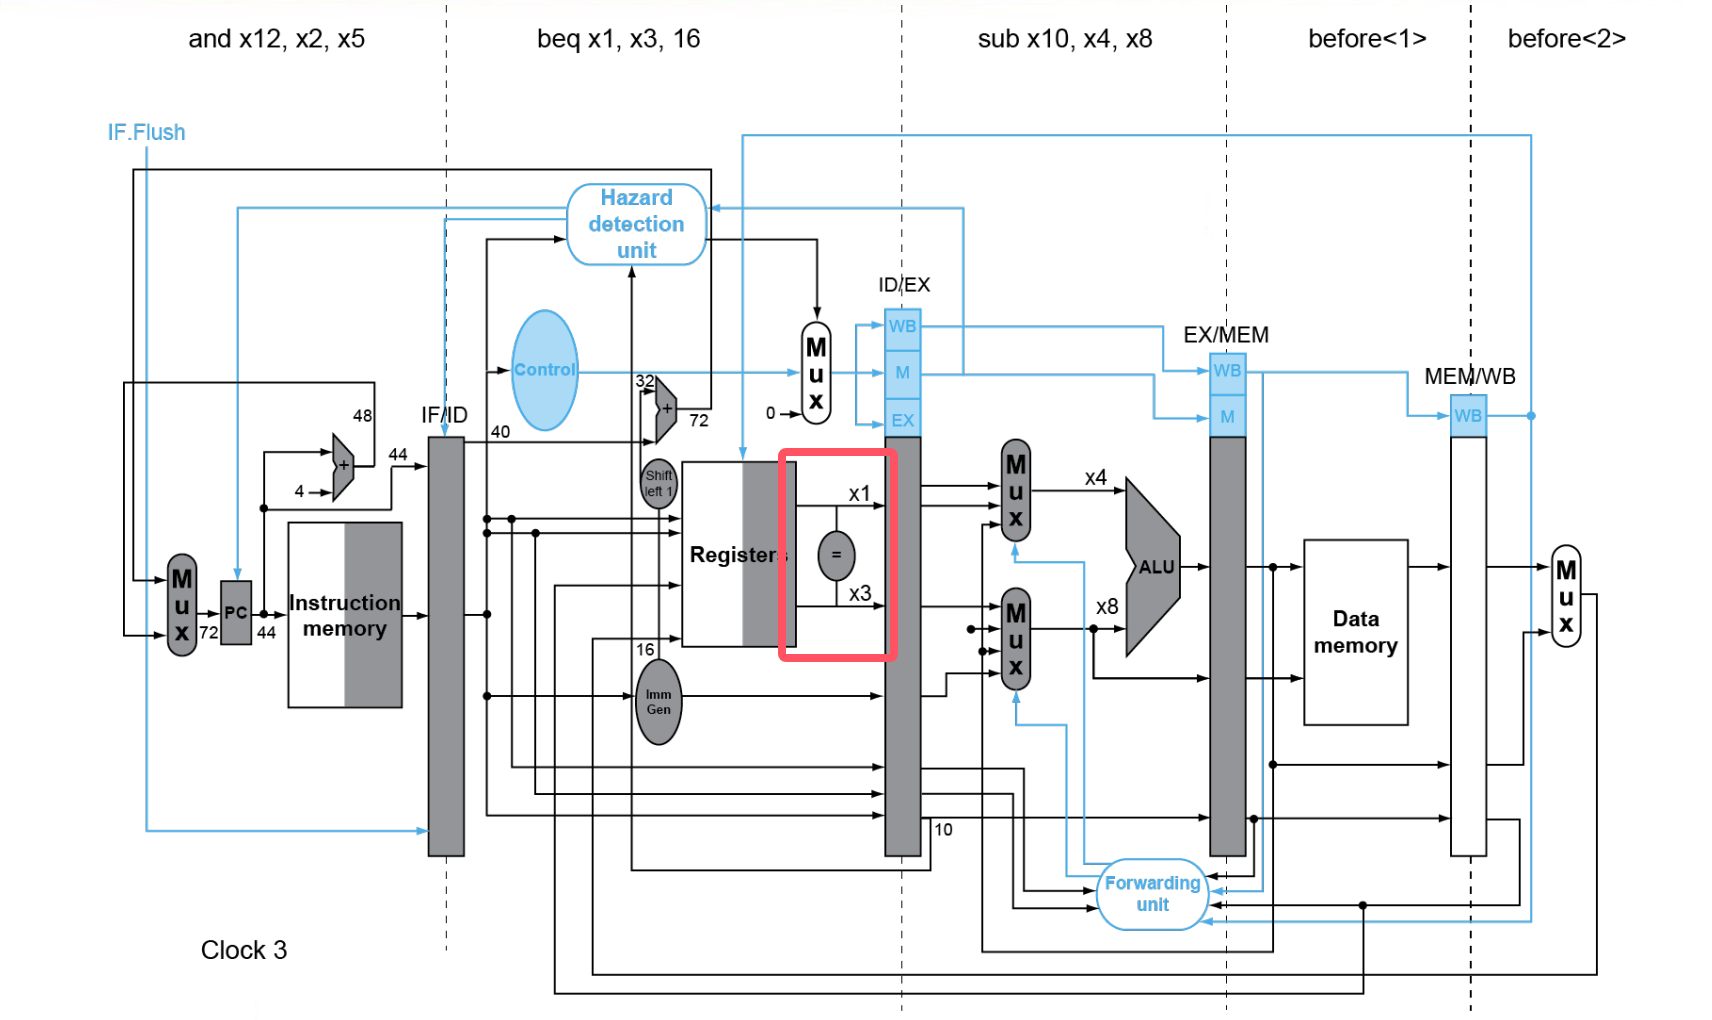 and x12, x2, x5
beq x1, x3, 16
sub x10, x4, x8
before<1>
before<2>
IF.Flush
Hazard
detection
unit
ID/EX
WB
M
EX
Control
M
u
x
0
EX/MEM
WB
M
MEM/WB
WB
IF/ID
48
44
4
+
40
32
+
72
Shift
left 1
x1
=
x3
Registers
M
u
x
72
PC
44
Instruction
memory
16
Imm
Gen
M
u
x
x4
M
u
x
x8
ALU
Data
memory
M
u
x
10
Forwarding
unit
Clock 3